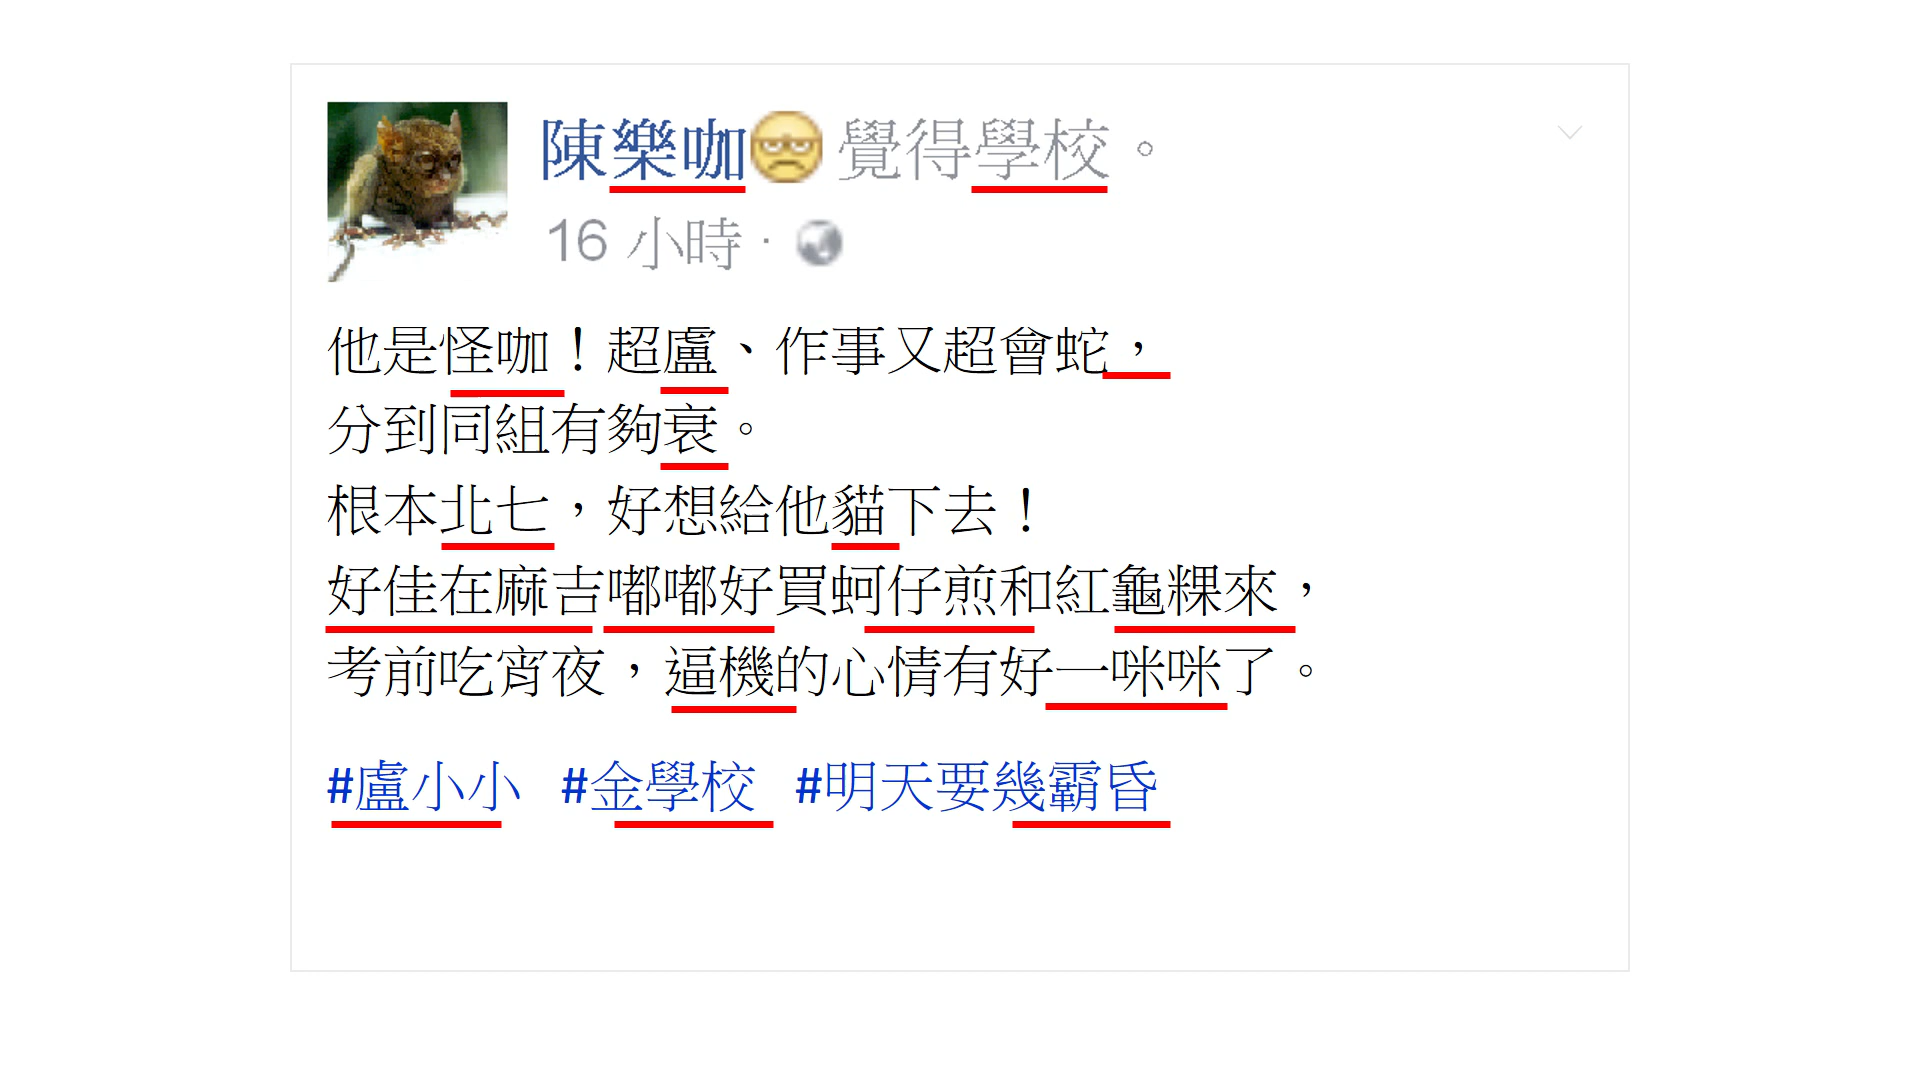 陳樂咖 覺得學校。
16 小時 ·
他是怪咖！超盧、作事又超會蛇，
分到同組有夠衰。
根本北七，好想給他貓下去！
好佳在麻吉嘟嘟好買蚵仔煎和紅龜粿來，
考前吃宵夜，逼機的心情有好一咪咪了。
#盧小小 #金學校 #明天要幾霸昏